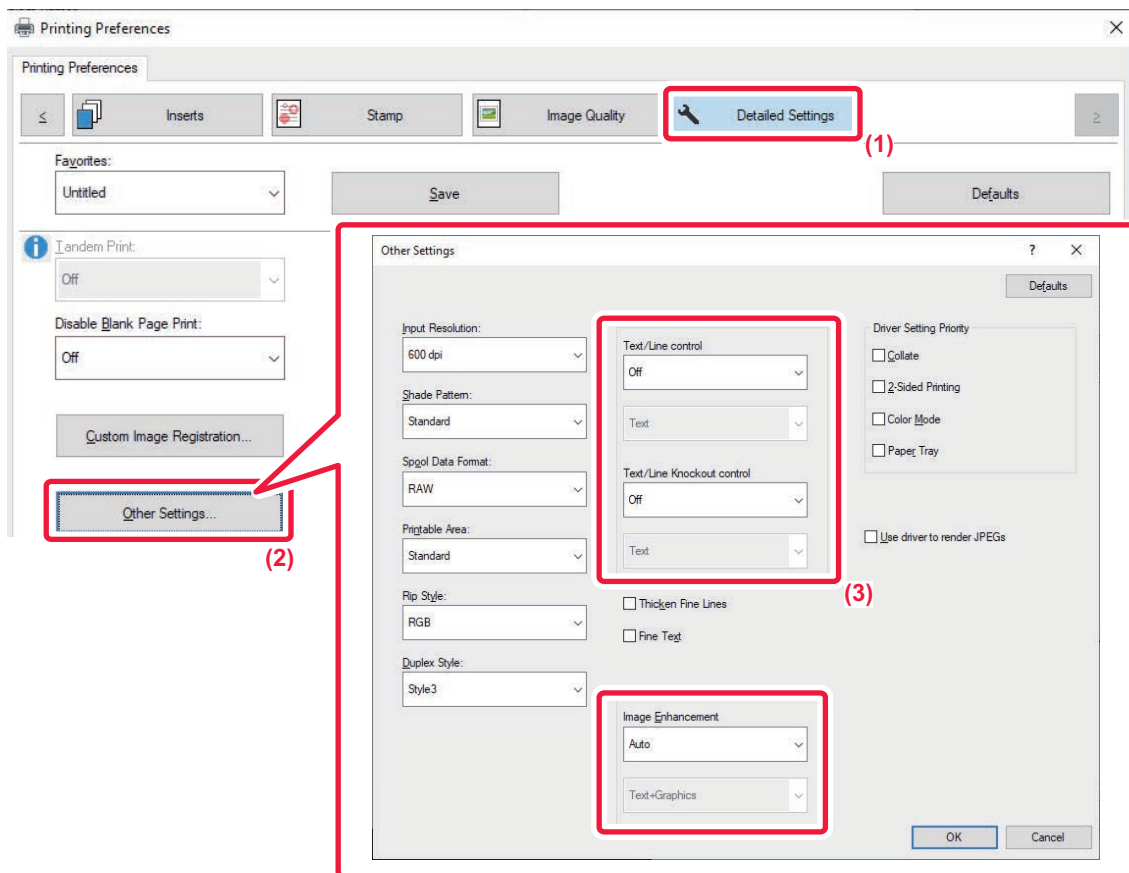 Printing Preferences
Printing Preferences
<
Inserts
Stamp
Image Quality
Detailed Settings
>
(1)
Favorites:
Untitled
Save
Defaults
Tandem Print:
Off
Disable Blank Page Print:
Off
Custom Image Registration...
Other Settings...
(2)
Other Settings
?
Defaults
Input Resolution:
600 dpi
Shade Pattern:
Standard
Spool Data Format:
RAW
Printable Area:
Standard
Rip Style:
RGB
Duplex Style:
Style3
Text/Line control
Off
Text
Text/Line Knockout control
Off
Text
(3)
Thicken Fine Lines
Fine Text
Image Enhancement
Auto
Text+Graphics
Driver Setting Priority
Collate
2-Sided Printing
Color Mode
Paper Tray
Use driver to render JPEGs
OK
Cancel